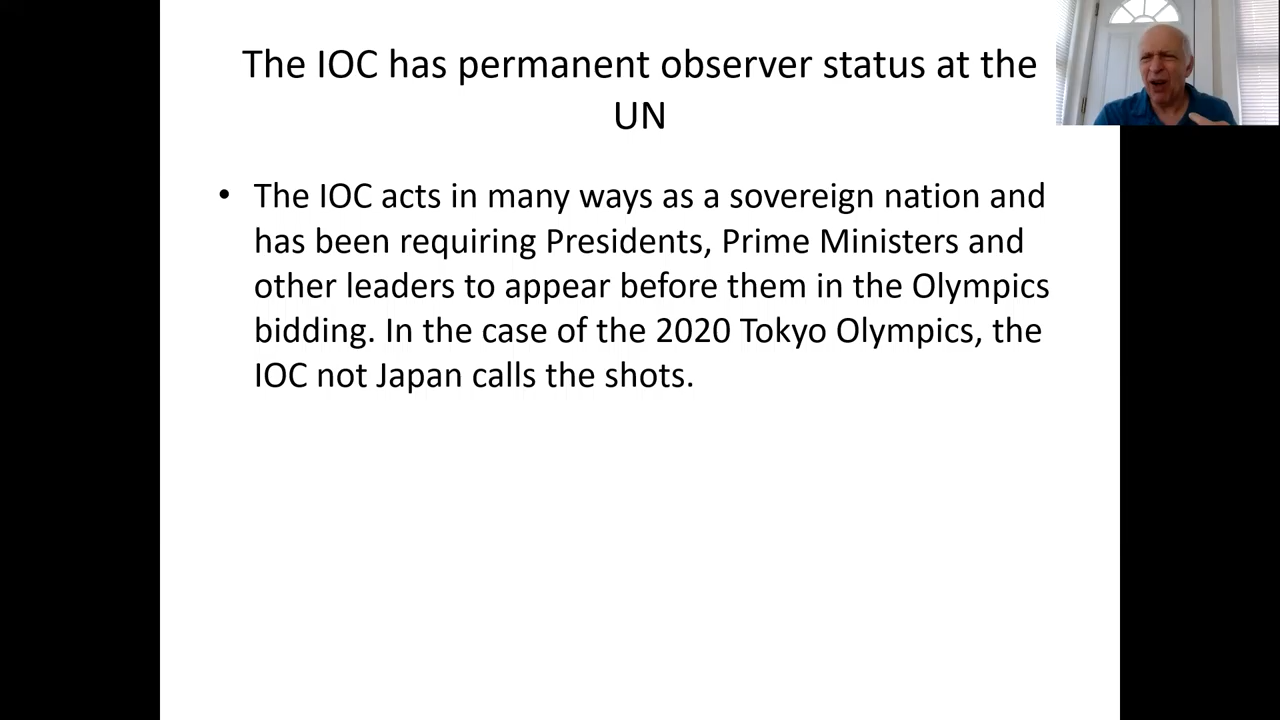 The IOC has permanent observer status at the
UN
• The IOC acts in many ways as a sovereign nation and
has been requiring Presidents, Prime Ministers and
other leaders to appear before them in the Olympics
bidding. In the case of the 2020 Tokyo Olympics, the
IOC not Japan calls the shots.